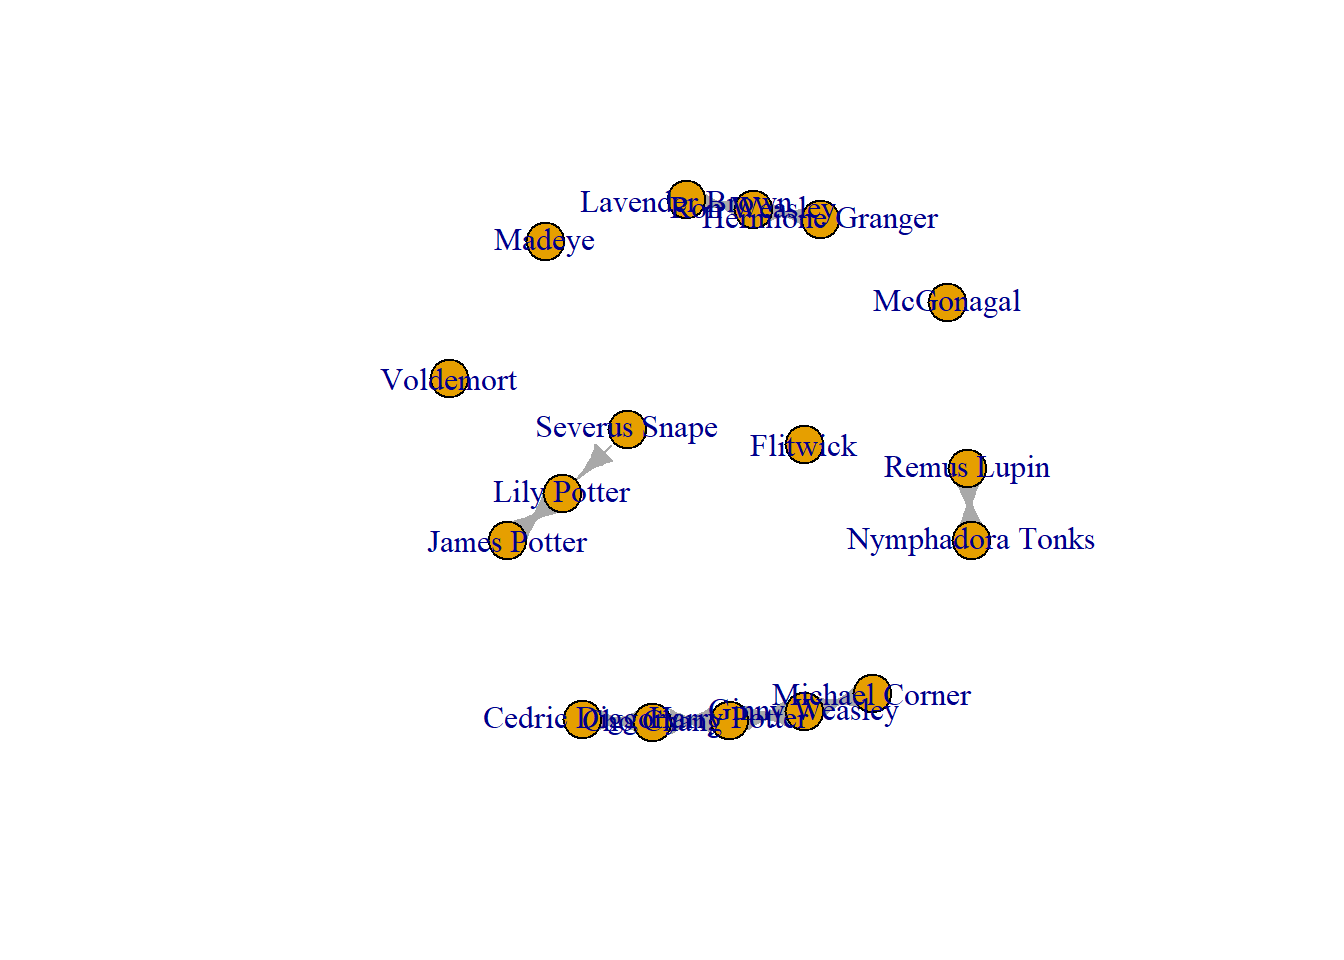 Lavender Brown
Ron Weasley
Hermione Granger
Madeye
McGonagal
Voldemort
Severus Snape
Flitwick
Remus Lupin
Lily Potter
James Potter
Nymphadora Tonks
Michael Corner
Ginny Weasley
Cedric Diggory
Cho Chang
Harry Potter